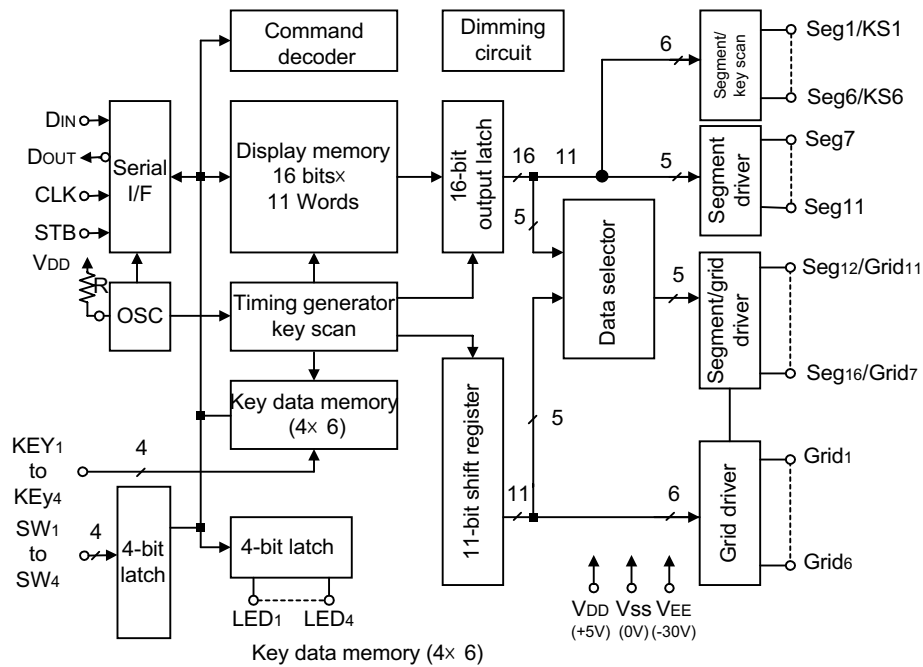 Command
decoder
Dimming
circuit
6
Segment/
key scan
Seg1/KS1
Seg6/KS6
DIN
DOUT
CLK
STB
Serial
I/F
Display memory
16 bits×
11 Words
16-bit
output latch
16
11
5
5
Segment
driver
Seg7
Seg11
VDD
R
OSC
Timing generator
key scan
Data selector
5
Segment/grid
driver
Seg12/Grid11
Seg16/Grid7
Key data memory
(4× 6)
KEY1
to
KEy4
4
11-bit shift register
5
11
6
Grid driver
Grid1
Grid6
SW1
to
SW4
4
4-bit
latch
4-bit latch
LED1
LED4
VDD
(+5V)
Vss
(0V)
VEE
(-30V)
Key data memory (4× 6)